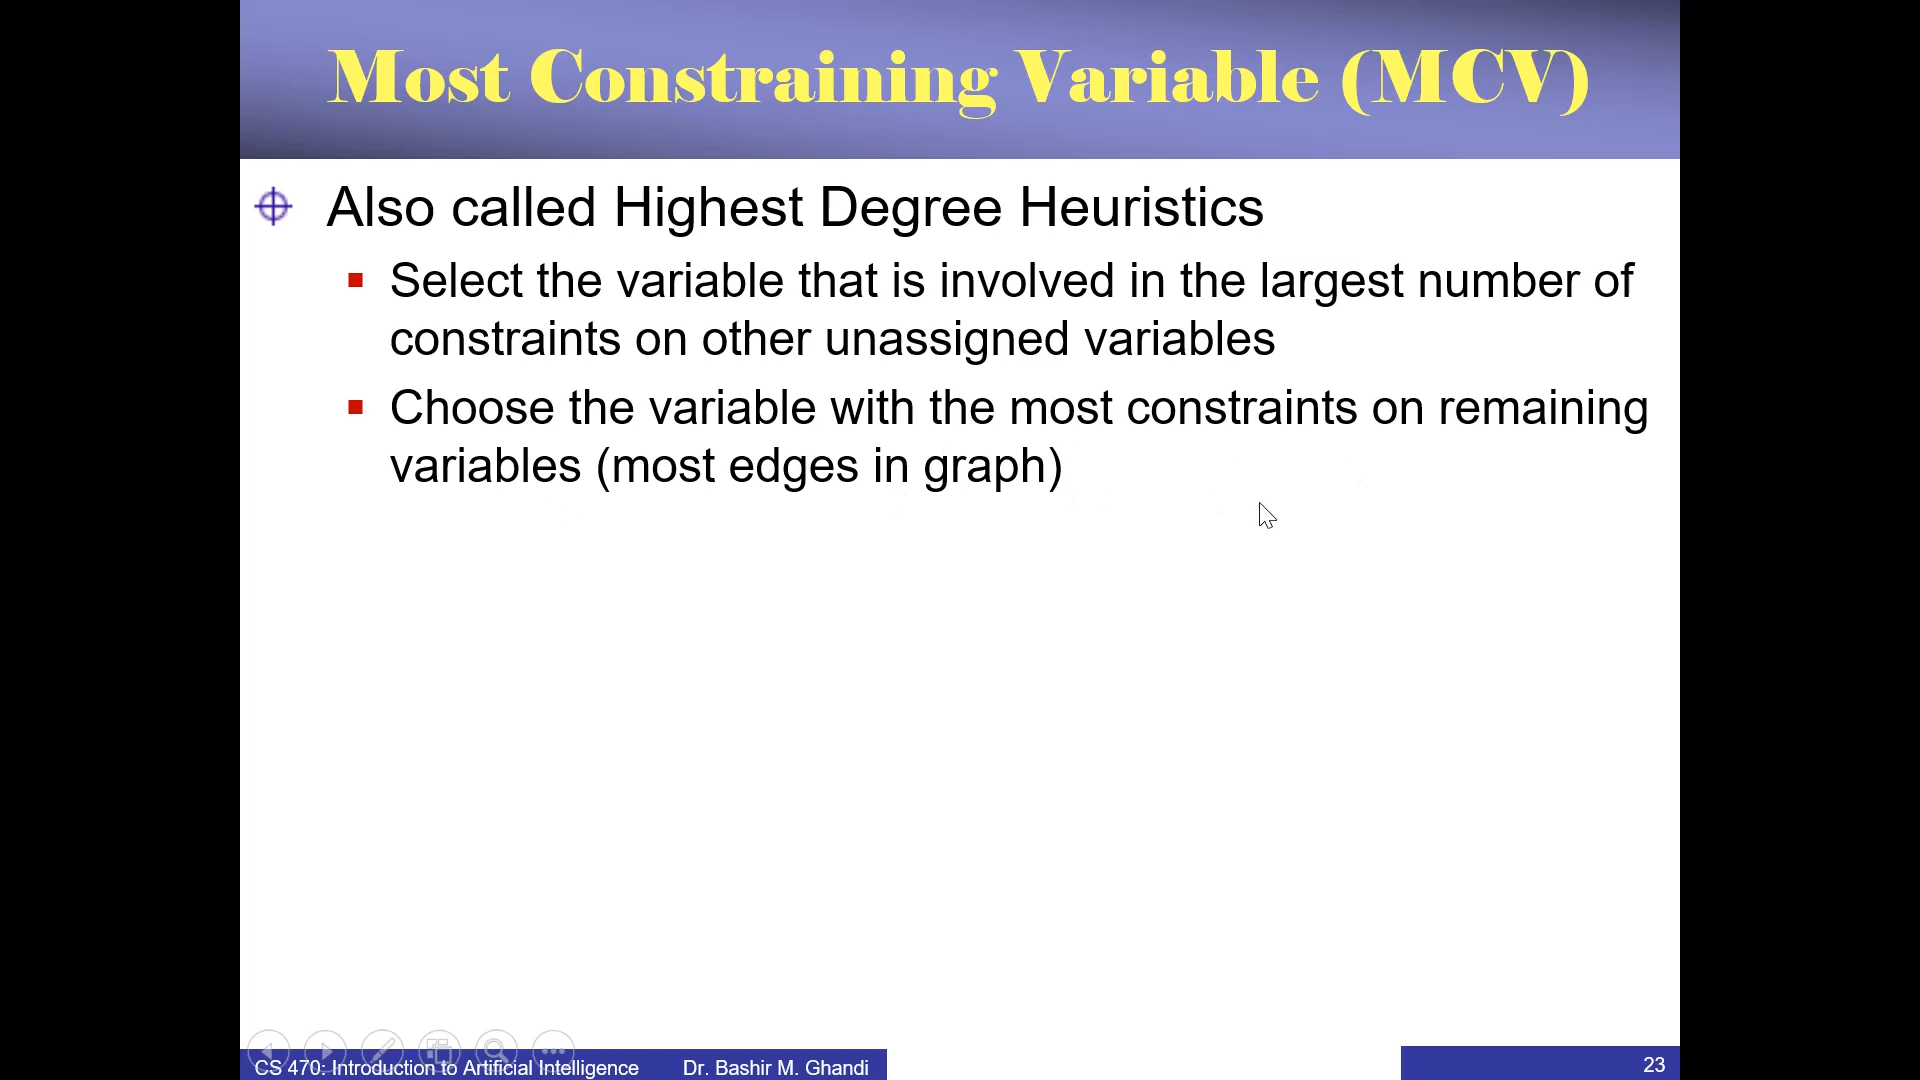 Most Constraining Variable (MCV)
Also called Highest Degree Heuristics
Select the variable that is involved in the largest number of
constraints on other unassigned variables
Choose the variable with the most constraints on remaining
variables (most edges in graph)
CS 470: Introduction to Artificial Intelligence Dr. Bashir M. Ghandi
23